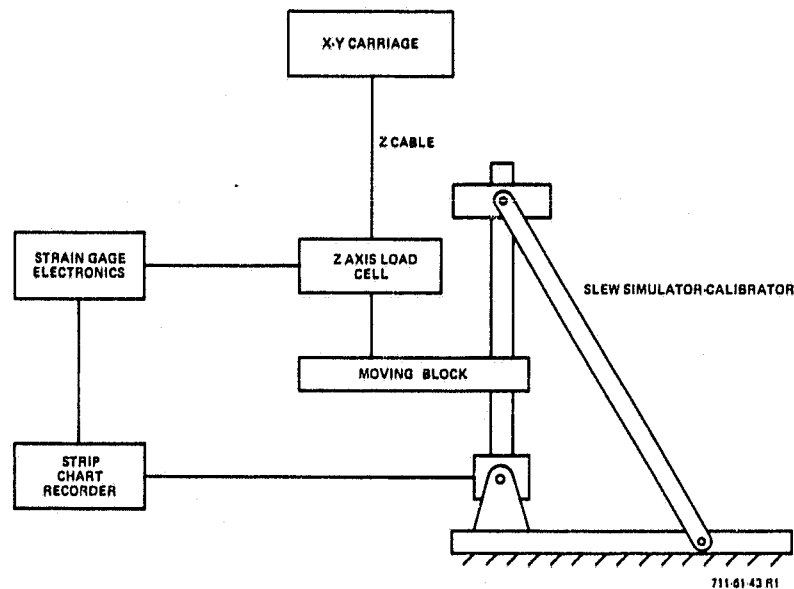 X-Y CARRIAGE
Z CABLE
STRAIN GAGE
ELECTRONICS
Z AXIS LOAD
CELL
SLEW SIMULATOR-CALIBRATOR
MOVING BLOCK
STRIP
CHART
RECORDER
711-61-43 R1